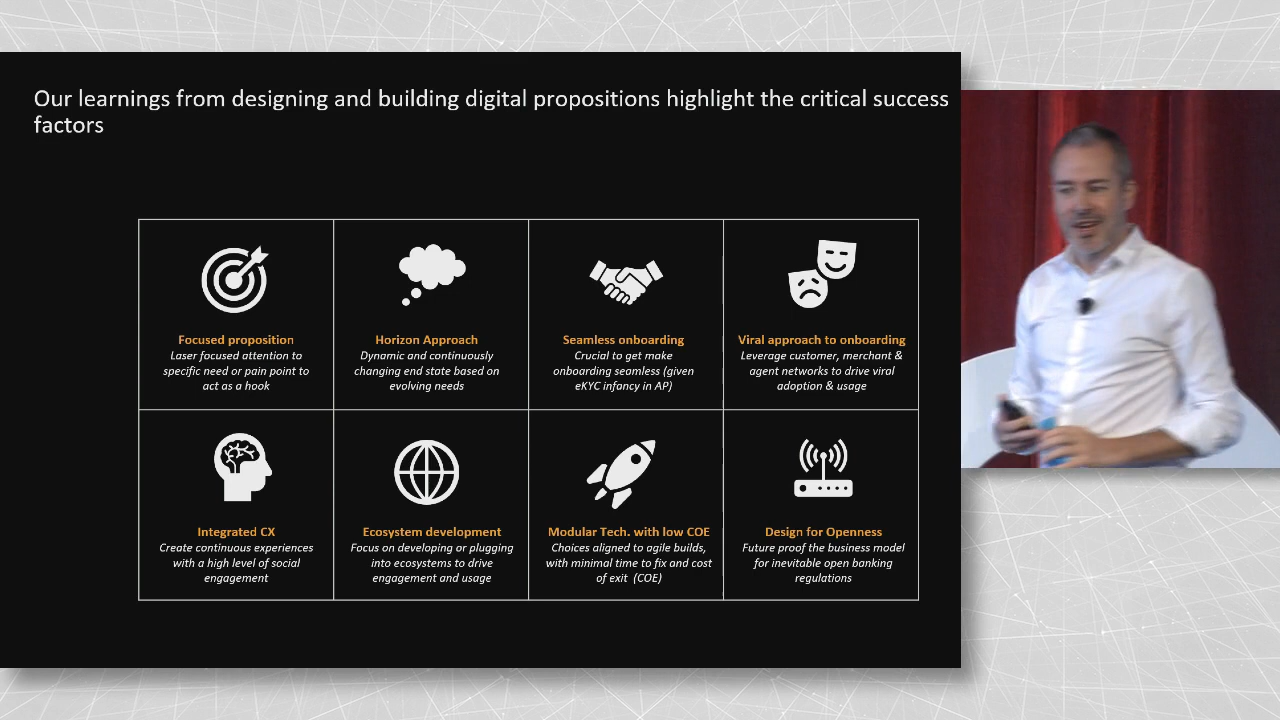 Our learnings from designing and building digital propositions highlight the critical success
factors
Focused proposition
Laser focused attention to
specific need or pain point to
act as a hook
Horizon Approach
Dynamic and continuously
changing end state based on
evolving needs
Seamless onboarding
Crucial to get make
onboarding seamless (given
eKYC infancy in AP)
Viral approach to onboarding
Leverage customer, merchant &
agent networks to drive viral
adoption & usage
Integrated CX
Create continuous experiences
with a high level of social
engagement
Ecosystem development
Focus on developing or plugging
into ecosystems to drive
engagement and usage
Modular Tech. with low COE
Choices aligned to agile builds,
with minimal time to fix and cost
of exit (COE)
Design for Openness
Future proof the business model
for inevitable open banking
regulations